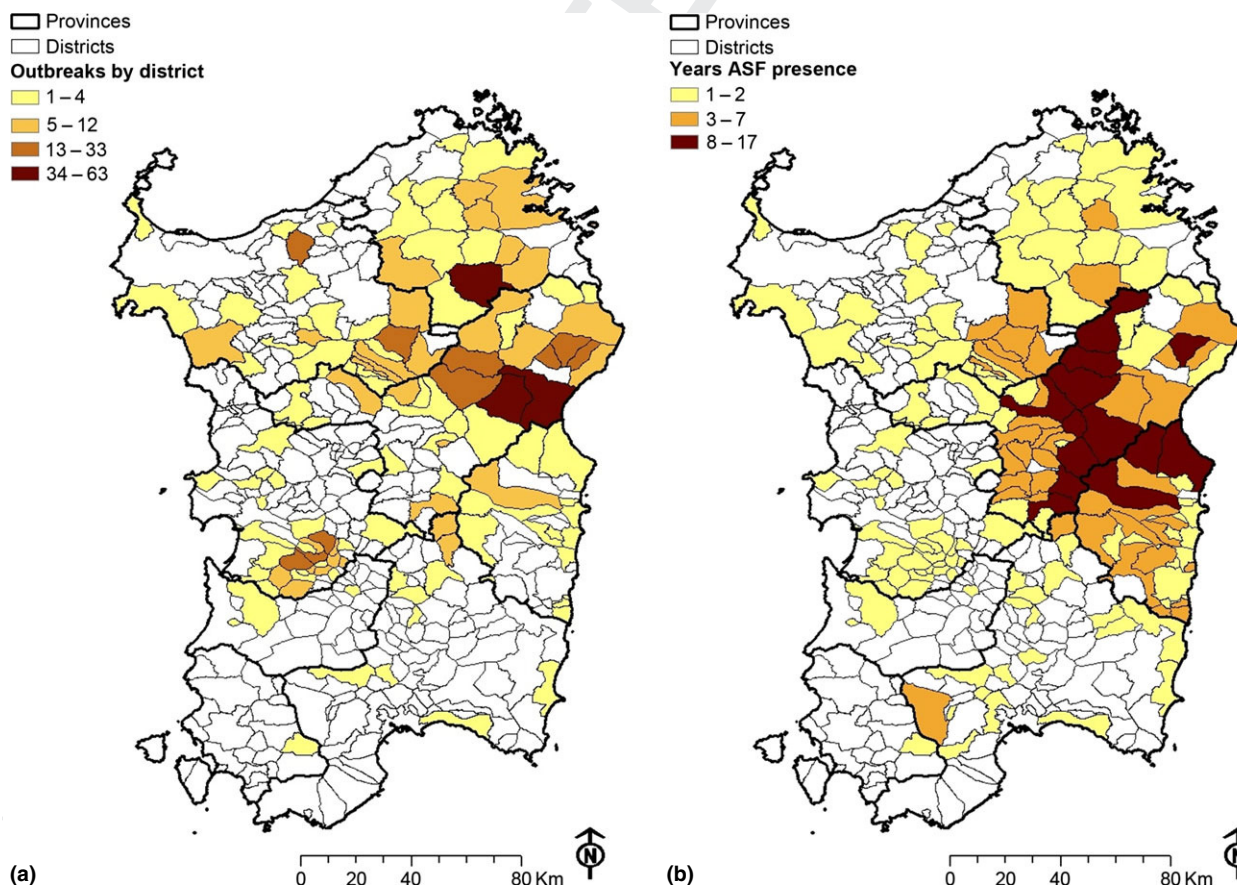 Provinces
Districts
Outbreaks by district
1 – 4
5 – 12
13 – 33
34 – 63
(a)
0 20 40 80 Km
N
Provinces
Districts
Years ASF presence
1 – 2
3 – 7
8 – 17
(b)
0 20 40 80 Km
N